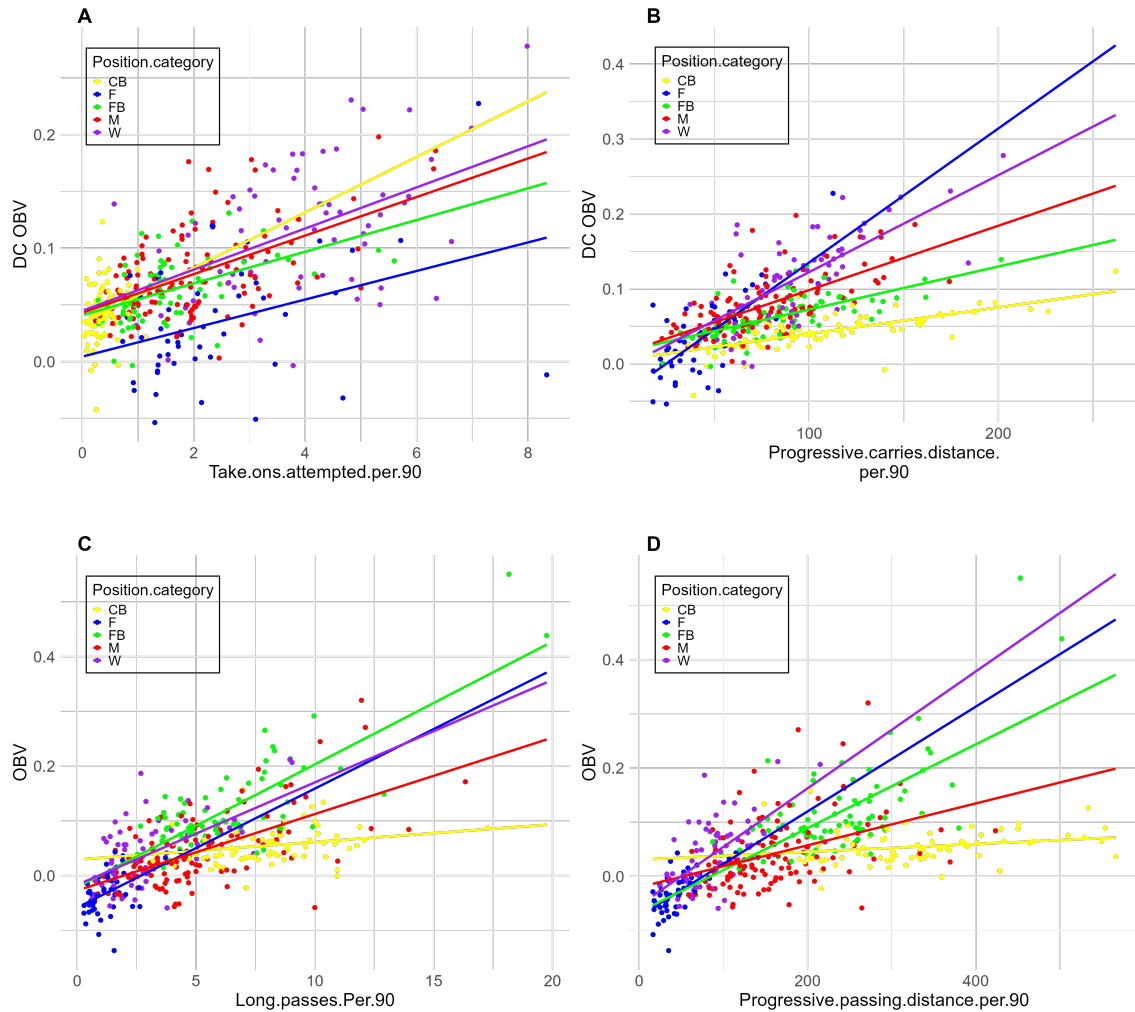 A
Position.category
CB
F
FB
M
W
DC OBV
0.2
0.1
0.0
0
2
4
6
8
Take.ons.attempted.per.90
B
Position.category
CB
F
FB
M
W
DC OBV
0.4
0.3
0.2
0.1
0.0
100
200
Progressive.carries.distance.
per.90
C
Position.category
CB
F
FB
M
W
OBV
0.4
0.2
0.0
0
5
10
15
20
Long.passes.Per.90
D
Position.category
CB
F
FB
M
W
OBV
0.4
0.2
0.0
0
200
400
Progressive.passing.distance.per.90